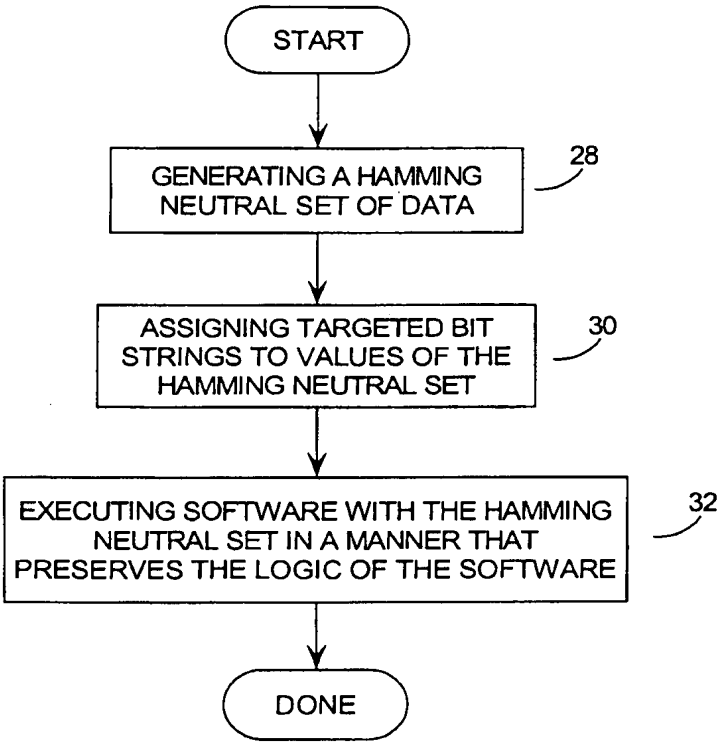 START
GENERATING A HAMMING
NEUTRAL SET OF DATA
28
ASSIGNING TARGETED BIT
STRINGS TO VALUES OF THE
HAMMING NEUTRAL SET
30
EXECUTING SOFTWARE WITH THE HAMMING
NEUTRAL SET IN A MANNER THAT
PRESERVES THE LOGIC OF THE SOFTWARE
32
DONE